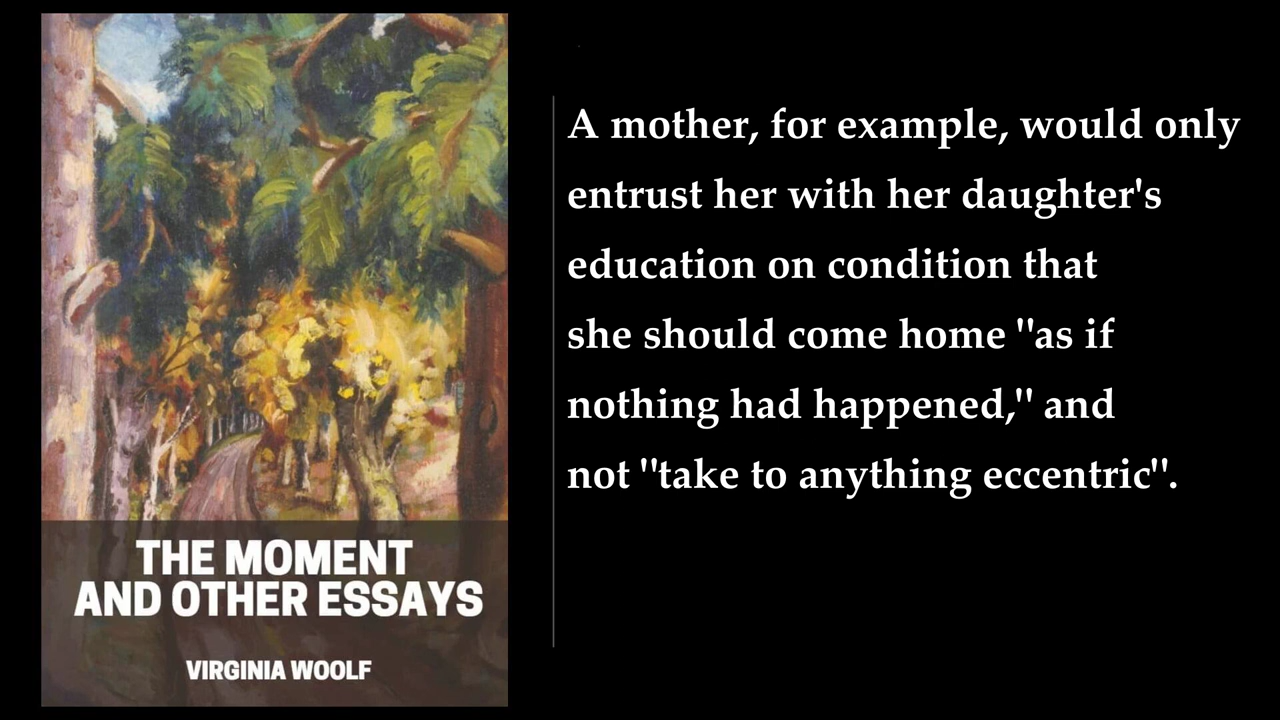 THE MOMENT
AND OTHER ESSAYS
VIRGINIA WOOLF
A mother, for example, would only
entrust her with her daughter's
education on condition that
she should come home "as if
nothing had happened," and
not "take to anything eccentric".